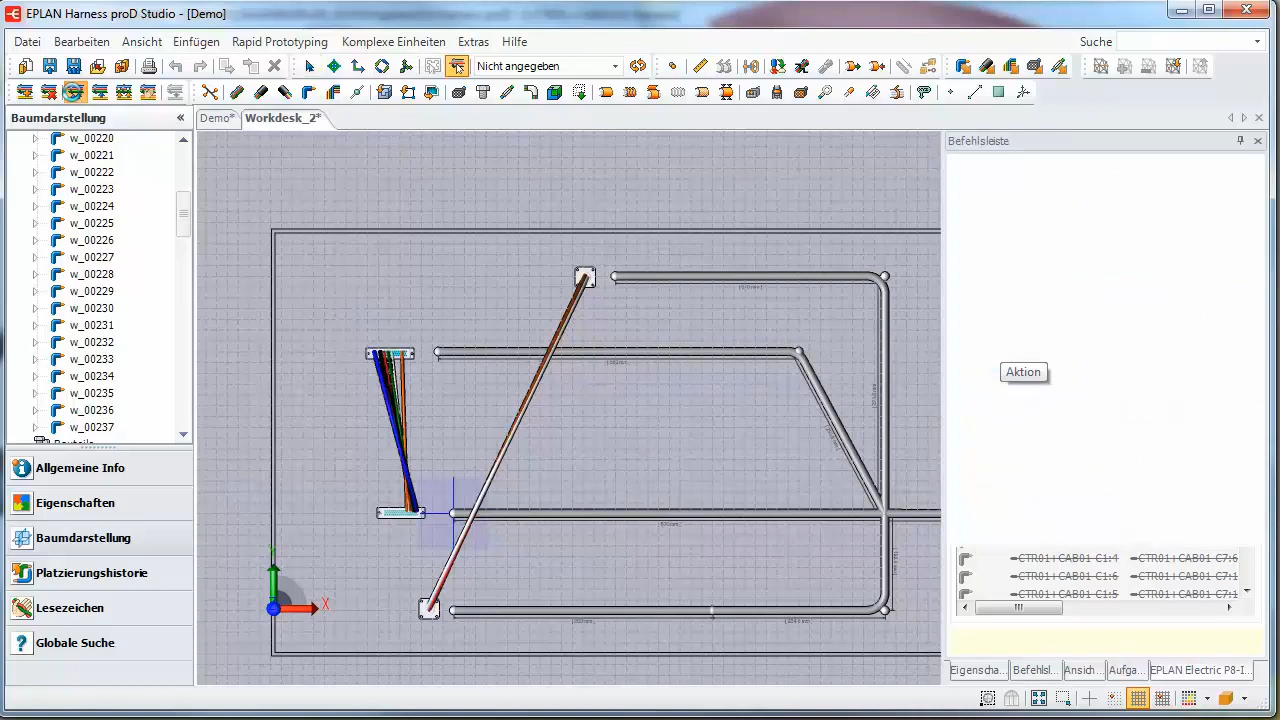 EPLAN Harness proD Studio - [Demo]
Datei Bearbeiten Ansicht Einfügen Rapid Prototyping Komplexe Einheiten Extras Hilfe Suche
Nicht angegeben
Baumdarstellung
Demo* Workdesk_2*
Befehlsleiste
w_00220
w_00221
w_00222
w_00223
w_00224
w_00225
w_00226
w_00227
w_00228
w_00229
w_00230
w_00231
w_00232
w_00233
w_00234
w_00235
w_00236
w_00237
Aktion
Y
X
=CTR01+CAB01-C1:4 =CTR01+CAB01-C7:6
=CTR01+CAB01-C1:6 =CTR01+CAB01-C7:1
=CTR01+CAB01-C1:5 =CTR01+CAB01-C7:1
Allgemeine Info
Eigenschaften
Baumdarstellung
Platzierungshistorie
Lesezeichen
Globale Suche
Eigenscha... Befehlsl... Ansich... Aufga... EPLAN Electric P8-I...